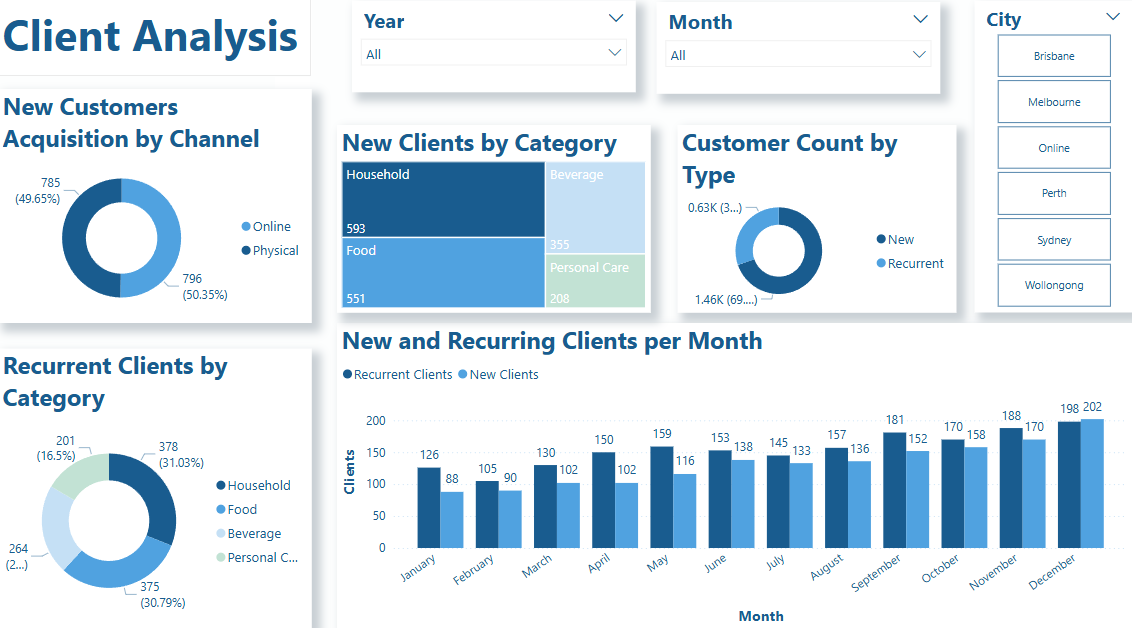 Client Analysis
Year
All
Month
All
City
Brisbane
Melbourne
Online
Perth
Sydney
Wollongong
New Customers
Acquisition by Channel
785
(49.65%)
796
(50.35%)
Online
Physical
New Clients by Category
Household
593
Food
551
Beverage
355
Personal Care
208
Customer Count by
Type
0.63K (3...)
1.46K (69....)
New
Recurrent
Recurrent Clients by
Category
201
(16.5%)
378
(31.03%)
264
(2...)
375
(30.79%)
Household
Food
Beverage
Personal C...
New and Recurring Clients per Month
Recurrent Clients New Clients
Clients
200
150
100
50
0
126 88
105 90
130 102
150 102
159 116
153 138
145 133
157 136
181 152
170 158
188 170
198 202
January
February
March
April
May
June
July
August
September
October
November
December
Month